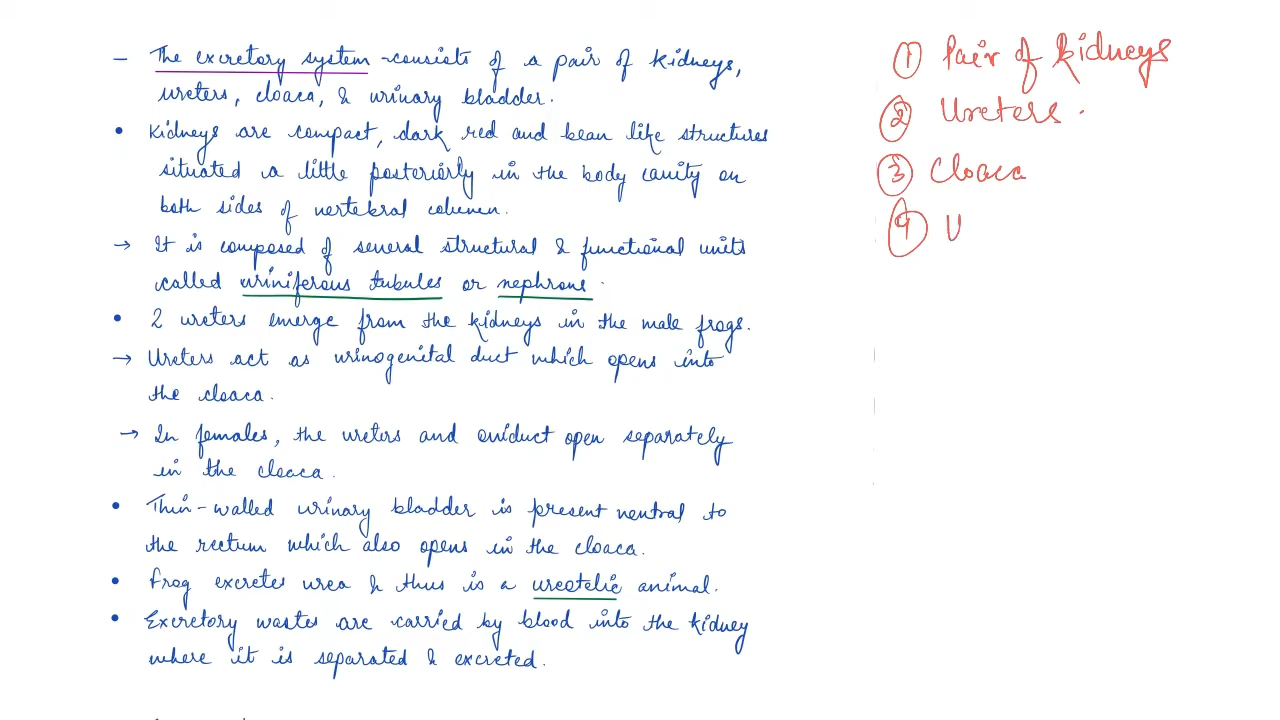 - The excretory system consists of a pair of kidneys,
ureters, cloaca, & urinary bladder.
• Kidneys are compact, dark red and bean like structures
situated a little posteriorly in the body cavity on
both sides of vertebral column.
→ It is composed of several structural & functional units
called uriniferous tubules or nephrons.
• 2 ureters emerge from the kidneys in the male frogs.
→ Ureters act as urinogenital duct which opens into
the cloaca.
→ In females, the ureters and oviduct open separately
in the cloaca.
• Thin-walled urinary bladder is present ventral to
the rectum which also opens in the cloaca.
• Frog excretes urea & thus is a ureotelic animal.
• Excretory wastes are carried by blood into the kidney
where it is separated & excreted.
① Pair of kidneys
② Ureters.
③ Cloaca
④ U